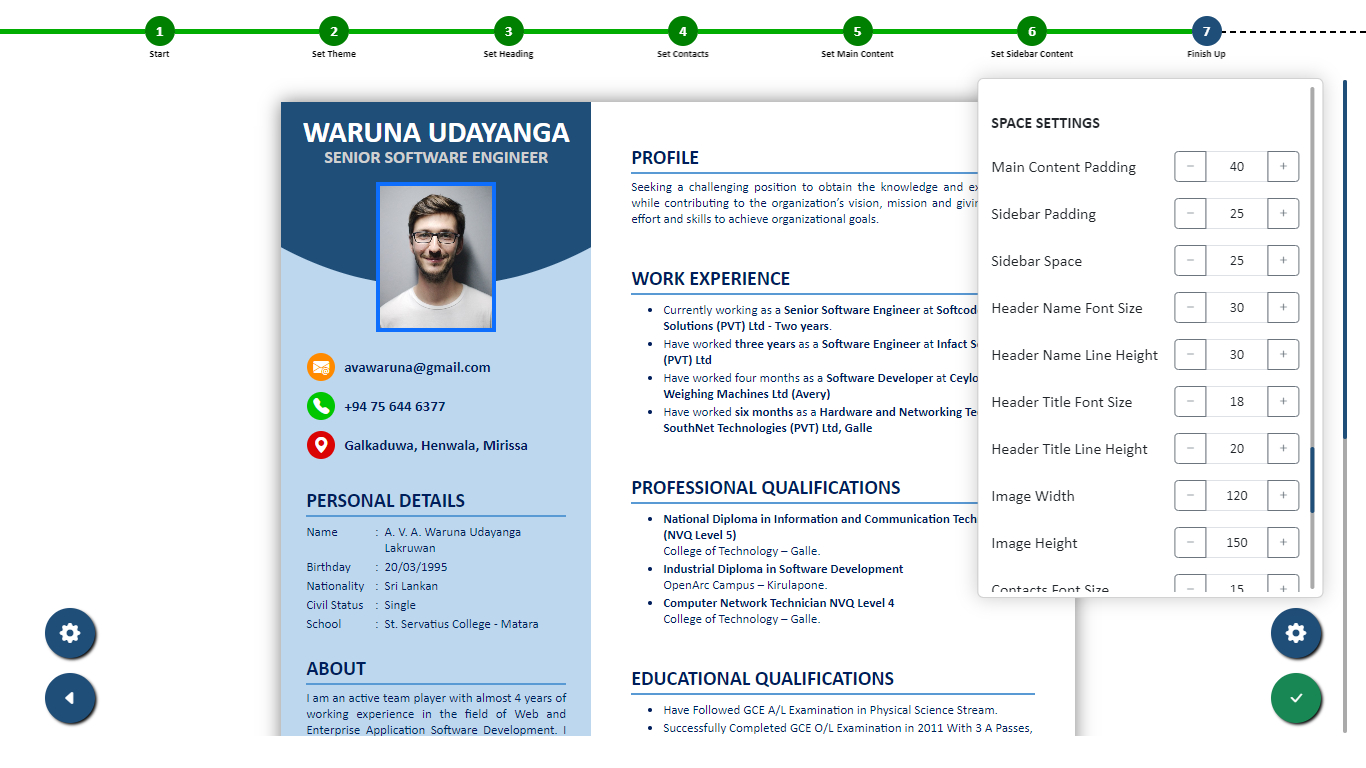 1
2
3
4
5
6
7
Start
Set Theme
Set Heading
Set Contacts
Set Main Content
Set Sidebar Content
Finish Up
WARUNA UDAYANGA
SENIOR SOFTWARE ENGINEER
avawaruna@gmail.com
+94 75 644 6377
Galkaduwa, Henwala, Mirissa
PERSONAL DETAILS
Name : A. V. A. Waruna Udayanga
Lakruwan
Birthday : 20/03/1995
Nationality : Sri Lankan
Civil Status : Single
School : St. Servatius College - Matara
ABOUT
I am an active team player with almost 4 years of
working experience in the field of Web and
Enterprise Application Software Development. I
PROFILE
Seeking a challenging position to obtain the knowledge and
while contributing to the organization's vision, mission and
effort and skills to achieve organizational goals.
WORK EXPERIENCE
• Currently working as a Senior Software Engineer at
Solutions (PVT) Ltd - Two years.
• Have worked three years as a Software Engineer at Infact
(PVT) Ltd
• Have worked four months as a Software Developer at
Weighing Machines Ltd (Avery)
• Have worked six months as a Hardware and Networking
SouthNet Technologies (PVT) Ltd, Galle
PROFESSIONAL QUALIFICATIONS
• National Diploma in Information and Communication
(NVQ Level 5)
College of Technology – Galle.
• Industrial Diploma in Software Development
OpenArc Campus – Kirulapone.
• Computer Network Technician NVQ Level 4
College of Technology – Galle.
EDUCATIONAL QUALIFICATIONS
• Have Followed GCE A/L Examination in Physical Science Stream.
• Successfully Completed GCE O/L Examination in 2011 With 3 A Passes,
SPACE SETTINGS
Main Content Padding − 40 +
Sidebar Padding − 25 +
Sidebar Space − 25 +
Header Name Font Size − 30 +
Header Name Line Height − 30 +
Header Title Font Size − 18 +
Header Title Line Height − 20 +
Image Width − 120 +
Image Height − 150 +
Contacts Font Size − 15 +